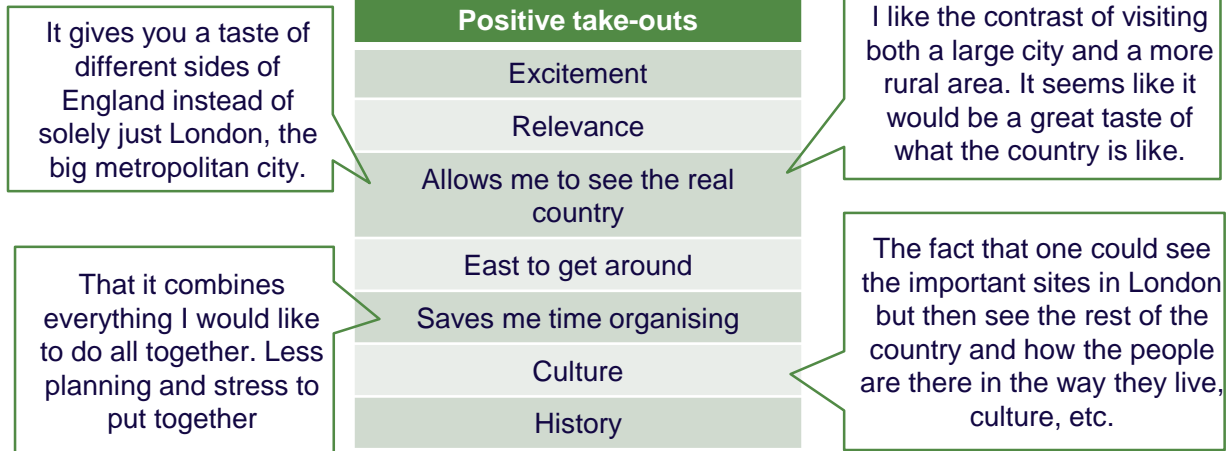 It gives you a taste of
different sides of
England instead of
solely just London, the
big metropolitan city.
That it combines
everything I would like
to do all together. Less
planning and stress to
put together
Positive take-outs
Excitement
Relevance
Allows me to see the real
country
East to get around
Saves me time organising
Culture
History
I like the contrast of visiting
both a large city and a more
rural area. It seems like it
would be a great taste of
what the country is like.
The fact that one could see
the important sites in London
but then see the rest of the
country and how the people
are there in the way they live,
culture, etc.